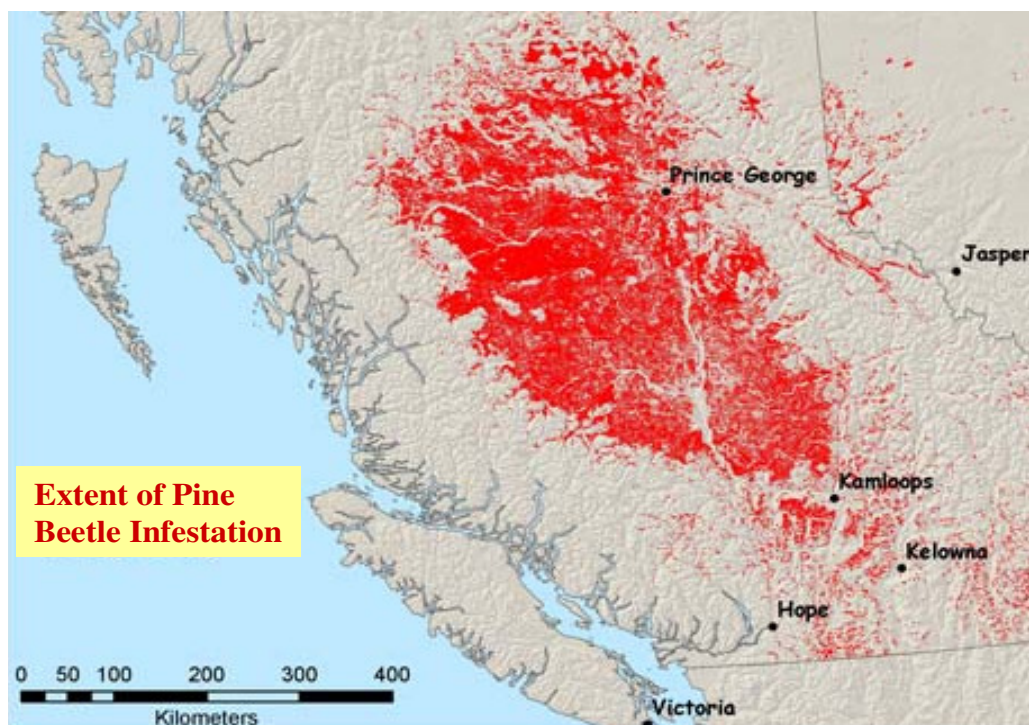 Prince George
Jasper
Extent of Pine
Beetle Infestation
Kamloops
Kelowna
Hope
0 50 100 200 300 400
Kilometers
Victoria